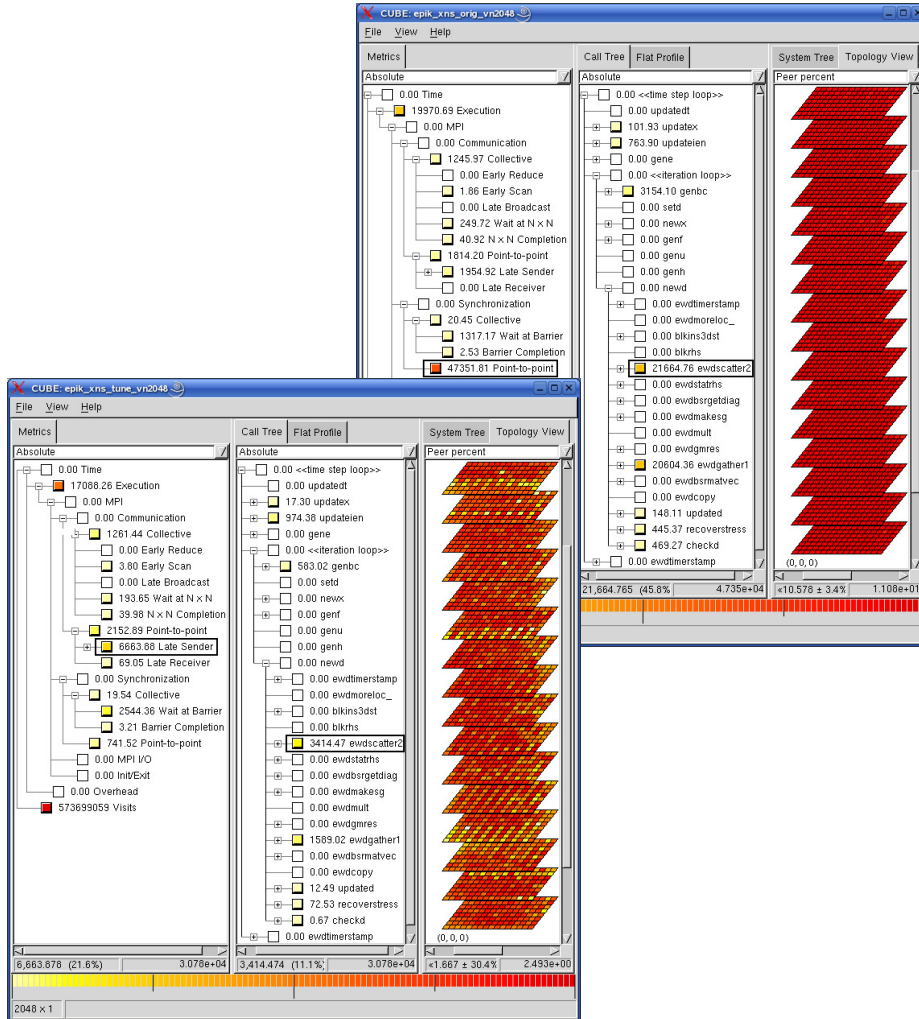 CUBE: epik_xns_orig_vn2048
File View Help
Metrics
Call Tree Flat Profile
System Tree Topology View
Absolute
Absolute
Peer percent
0.00 Time
19970.69 Execution
0.00 MPI
0.00 Communication
1245.97 Collective
0.00 Early Reduce
1.86 Early Scan
0.00 Late Broadcast
249.72 Wait at N × N
40.92 N × N Completion
1814.20 Point-to-point
1954.92 Late Sender
0.00 Late Receiver
0.00 Synchronization
20.45 Collective
1317.17 Wait at Barrier
2.53 Barrier Completion
47351.81 Point-to-point
0.00 <<time step loop>>
0.00 updatedt
101.93 updatex
763.90 updateien
0.00 gene
0.00 <<iteration loop>>
3154.10 genbc
0.00 setd
0.00 newx
0.00 genf
0.00 genu
0.00 genh
0.00 newd
0.00 ewdtimerstamp
0.00 ewdmoreloc_
0.00 blkins3dst
0.00 blkrhs
21664.76 ewdscatter2
0.00 ewdstatrhs
0.00 ewdbsrgetdiag
0.00 ewdmakesg
0.00 ewdmult
0.00 ewdgmres
20604.36 ewdgather1
0.00 ewdbsrmatvec
0.00 ewdcopy
148.11 updated
445.37 recoverstress
469.27 checkd
0.00 ewdtimerstamp
(0, 0, 0)
21,664.765 (45.8% 4.735e+04
«10.578 ± 3.4% 1.108e+01
CUBE: epik_xns_tune_vn2048
File View Help
Metrics
Call Tree Flat Profile
System Tree Topology View
Absolute
Absolute
Peer percent
0.00 Time
17088.26 Execution
0.00 MPI
0.00 Communication
1261.44 Collective
0.00 Early Reduce
3.80 Early Scan
0.00 Late Broadcast
193.65 Wait at N × N
39.98 N × N Completion
2152.89 Point-to-point
6663.88 Late Sender
69.05 Late Receiver
0.00 Synchronization
19.54 Collective
2544.36 Wait at Barrier
3.21 Barrier Completion
741.52 Point-to-point
0.00 MPI I/O
0.00 Init/Exit
0.00 Overhead
573699059 Visits
0.00 <<time step loop>>
0.00 updatedt
17.30 updatex
974.38 updateien
0.00 gene
0.00 <<iteration loop>>
583.02 genbc
0.00 setd
0.00 newx
0.00 genf
0.00 genu
0.00 genh
0.00 newd
0.00 ewdtimerstamp
0.00 ewdmoreloc_
0.00 blkins3dst
0.00 blkrhs
3414.47 ewdscatter2
0.00 ewdstatrhs
0.00 ewdbsrgetdiag
0.00 ewdmakesg
0.00 ewdmult
0.00 ewdgmres
1589.02 ewdgather1
0.00 ewdbsrmatvec
0.00 ewdcopy
12.49 updated
72.53 recoverstress
0.67 checkd
0.00 ewdtimerstamp
(0, 0, 0)
6,663.878 (21.6%) 3.078e+04
3,414.474 (11.1%; 3.078e+04
«1.667 ± 30.4% 2.493e+00
2048 × 1